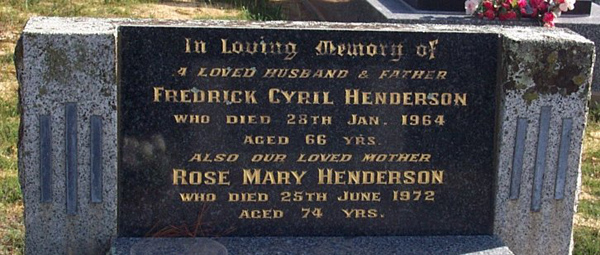 In Loving Memory of
A LOVED HUSBAND & FATHER
FREDRICK CYRIL HENDERSON
WHO DIED 28TH JAN. 1964
AGED 66 YRS.
ALSO OUR LOVED MOTHER
ROSE MARY HENDERSON
WHO DIED 25TH JUNE 1972
AGED 74 YRS.